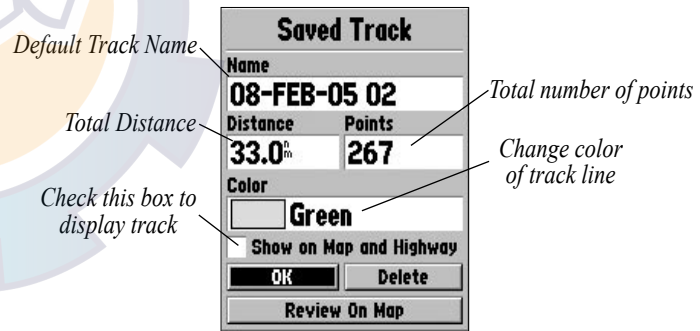 Saved Track
Default Track Name
Name
08-FEB-05 02
Total number of points
Total Distance
Distance Points
33.0nm 267
Change color
of track line
Color
Green
Check this box to
display track
Show on Map and Highway
OK Delete
Review On Map